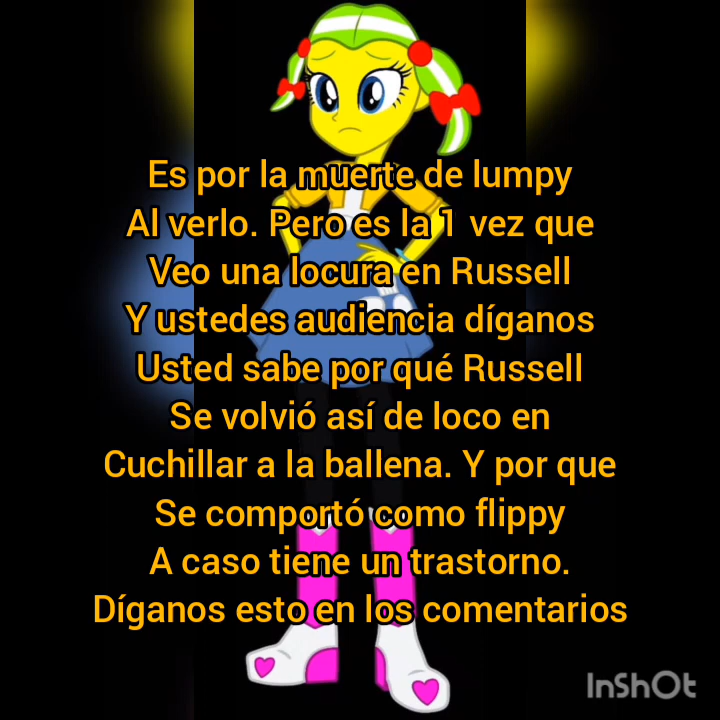 Es por la muerte de lumpy
Al verlo. Pero es la 1 vez que
Veo una locura en Russell
Y ustedes audiencia díganos
Usted sabe por qué Russell
Se volvió así de loco en
Cuchillar a la ballena. Y por que
Se comportó como flippy
A caso tiene un trastorno.
Díganos esto en los comentarios
InShOt